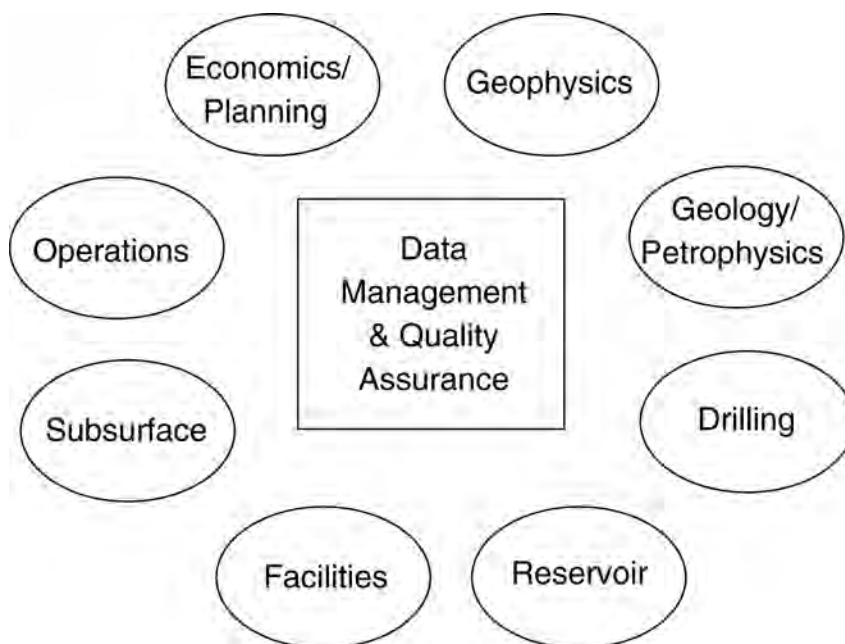 Economics/
Planning
Geophysics
Operations
Data
Management
& Quality
Assurance
Geology/
Petrophysics
Subsurface
Drilling
Facilities
Reservoir